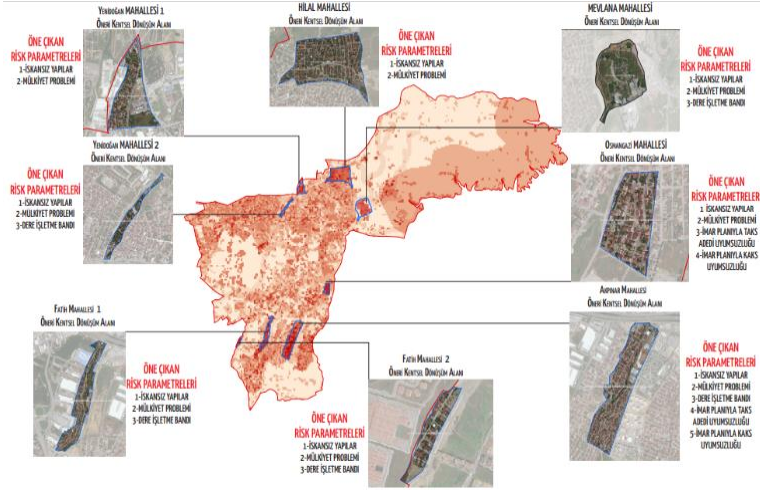 YENİDOĞAN MAHALLESİ 1
ÖNERİ KENTSEL DÖNÜŞÜM ALANI
ÖNE ÇIKAN
RİSK PARAMETRELERİ
1-İSKANSIZ YAPILAR
2-MÜLKİYET PROBLEMİ
HİLAL MAHALLESİ
ÖNERİ KENTSEL DÖNÜŞÜM ALANI
ÖNE ÇIKAN
RİSK PARAMETRELERİ
1-İSKANSIZ YAPILAR
2-MÜLKİYET PROBLEMİ
MEVLANA MAHALLESİ
ÖNERİ KENTSEL DÖNÜŞÜM ALANI
ÖNE ÇIKAN
RİSK PARAMETRELERİ
1-İSKANSIZ YAPILAR
2-MÜLKİYET PROBLEMİ
3-DERE İŞLETME BANDI
YENİDOĞAN MAHALLESİ 2
ÖNERİ KENTSEL DÖNÜŞÜM ALANI
ÖNE ÇIKAN
RİSK PARAMETRELERİ
1-İSKANSIZ YAPILAR
2-MÜLKİYET PROBLEMİ
3-DERE İŞLETME BANDI
OSMANGAZİ MAHALLESİ
ÖNERİ KENTSEL DÖNÜŞÜM ALANI
ÖNE ÇIKAN
RİSK PARAMETRELER
1 İSKANSIZ YAPILAR
2-MÜLKİYET PROBLEMİ
3-İMAR PLANIYLA TAKS
ADEDİ UYUMSUZLUĞU
4-İMAR PLANIYLA KAKS
UYUMSUZLUĞU
FATİH MAHALLESİ 1
ÖNERİ KENTSEL DÖNÜŞÜM ALANI
ÖNE ÇIKAN
RİSK PARAMETRELERİ
1-İSKANSIZ YAPILAR
2-MÜLKİYET PROBLEMİ
3-DERE İŞLETME BANDI
FATİH MAHALLESİ 2
ÖNERİ KENTSEL DÖNÜŞÜM ALANI
ÖNE ÇIKAN
RİSK PARAMETRELERİ
1-İSKANSIZ YAPILAR
2-MÜLKİYET PROBLEMİ
3-DERE İŞLETME BANDI
AKPINAR MAHALLESİ
ÖNERİ KENTSEL DÖNÜŞÜM ALANI
ÖNE ÇIKAN
RİSK PARAMETRELERİ
1-İSKANSIZ YAPILAR
2-MÜLKİYET PROBLEMİ
3-DERE İŞLETME BANDI
4-İMAR PLANIYLA TAKS
ADEDİ UYUMSUZLUĞU
5-İMAR PLANIYLA KAKS
UYUMSUZLUĞU